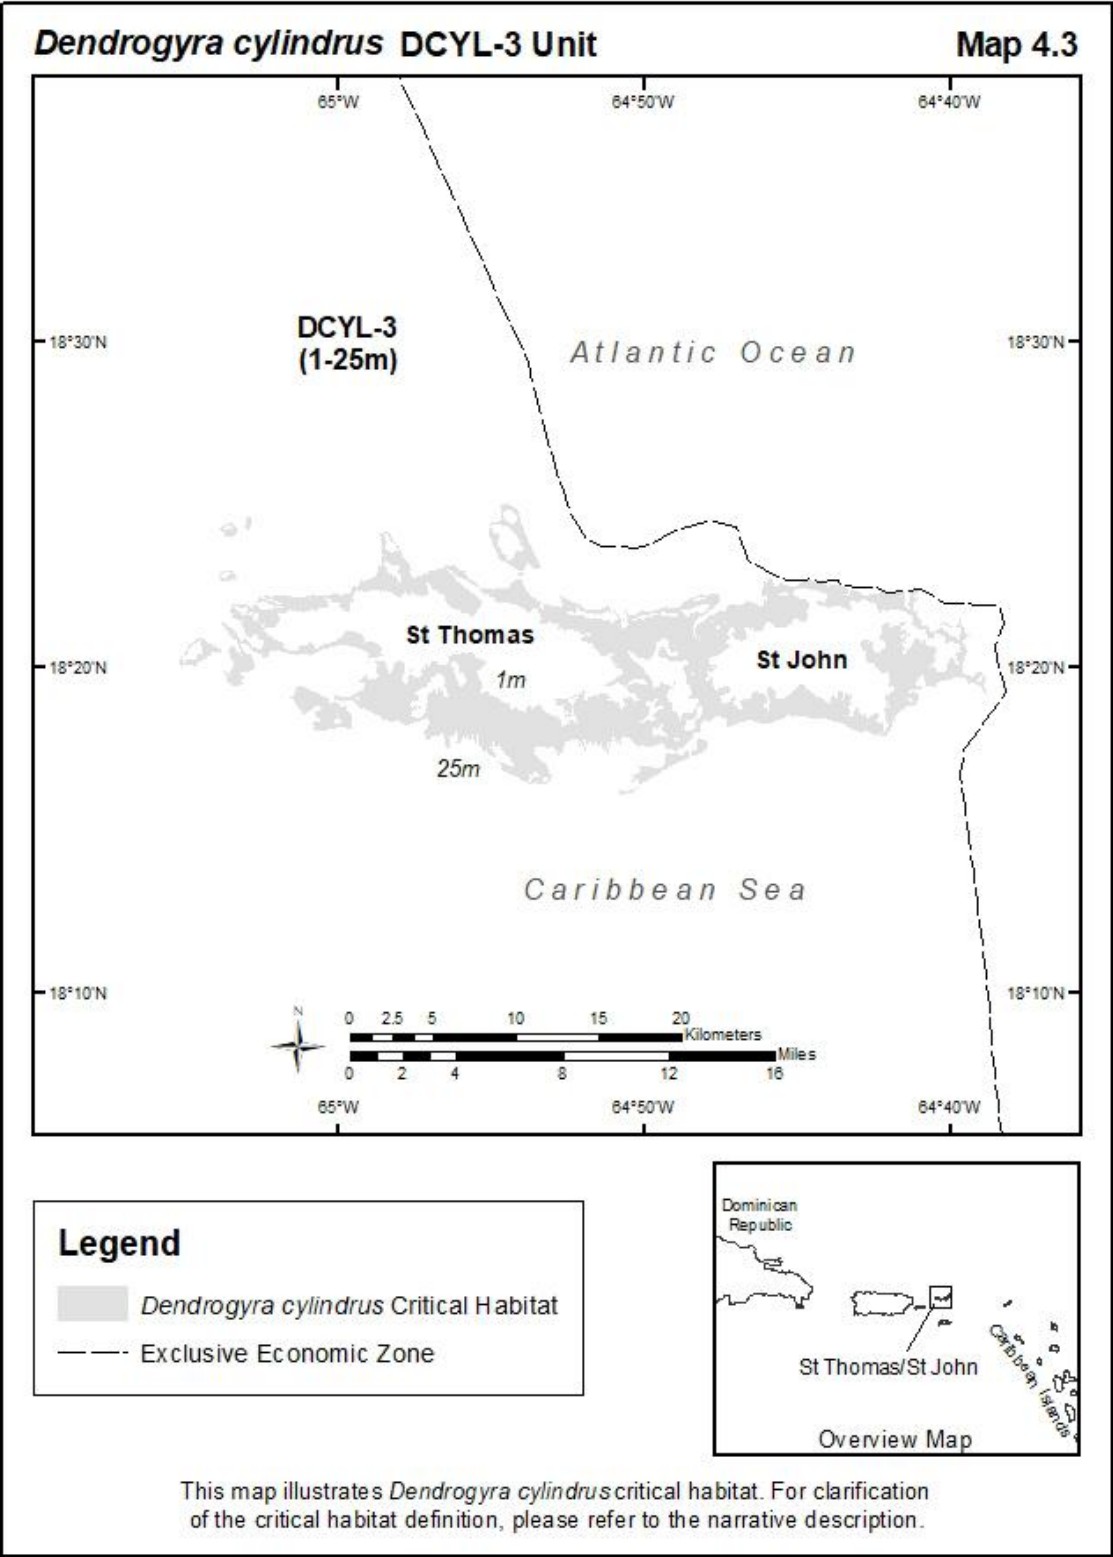 Dendrogyra cylindrus DCYL-3 Unit
Map 4.3
65°W
64°50'W
64°40'W
DCYL-3
(1-25m)
18°30'N
Atlantic Ocean
18°30'N
St Thomas
St John
18°20'N
1m
18°20'N
25m
Caribbean Sea
18°10'N
18°10'N
N
0 2.5 5 10 15 20
Kilometers
Miles
0 2 4 8 12 16
65°W
64°50'W
64°40'W
Legend
Dendrogyra cylindrus Critical Habitat
Exclusive Economic Zone
Dominican
Republic
St Thomas/St John
Caribbean Islands
Overview Map
This map illustrates Dendrogyra cylindrus critical habitat. For clarification
of the critical habitat definition, please refer to the narrative description.